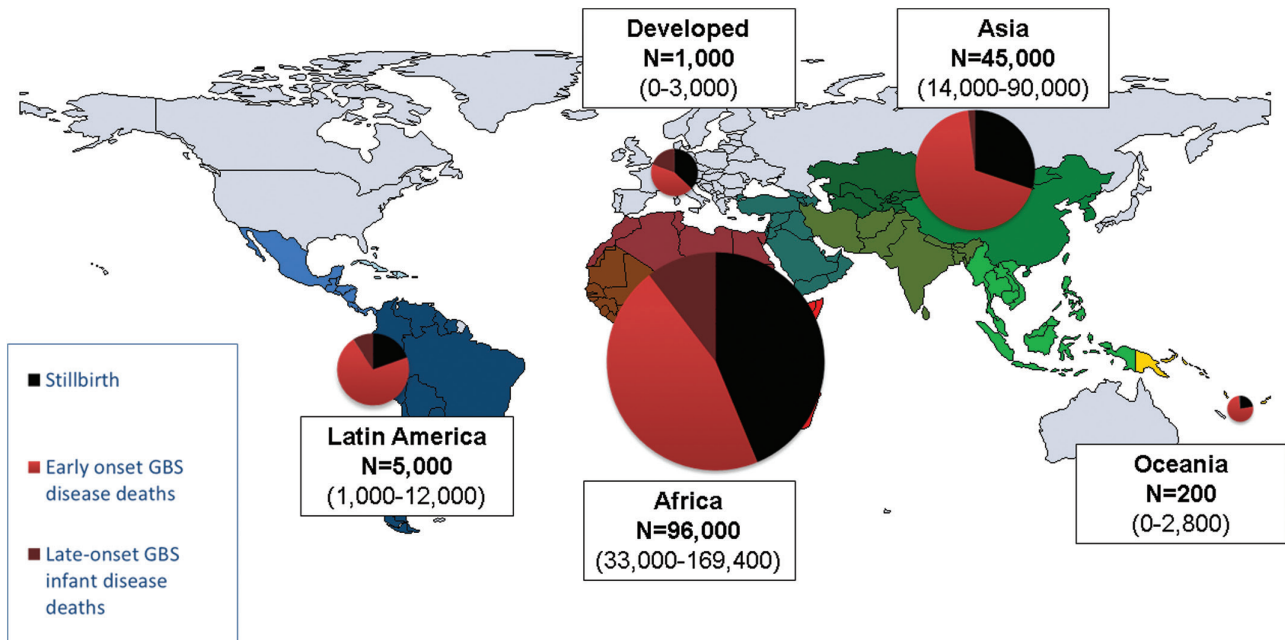 Developed
N=1,000
(0-3,000)
Asia
N=45,000
(14,000-90,000)
Stillbirth
Early onset GBS
disease deaths
Late-onset GBS
infant disease
deaths
Latin America
N=5,000
(1,000-12,000)
Africa
N=96,000
(33,000-169,400)
Oceania
N=200
(0-2,800)